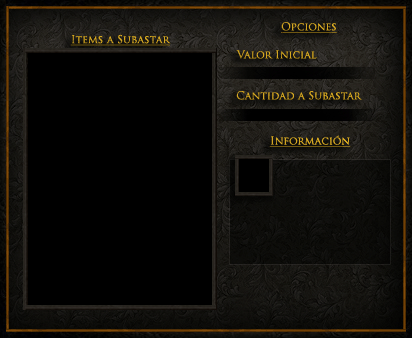 Items a Subastar
Opciones
Valor Inicial
Cantidad a Subastar
Información